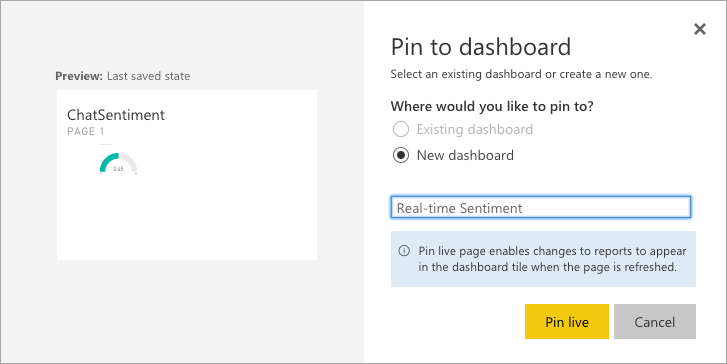 Pin to dashboard
Select an existing dashboard or create a new one.
Preview: Last saved state
ChatSentiment
PAGE 1
0.45
Where would you like to pin to?
Existing dashboard
New dashboard
Real-time Sentiment
Pin live page enables changes to reports to appear
in the dashboard tile when the page is refreshed.
Pin live
Cancel